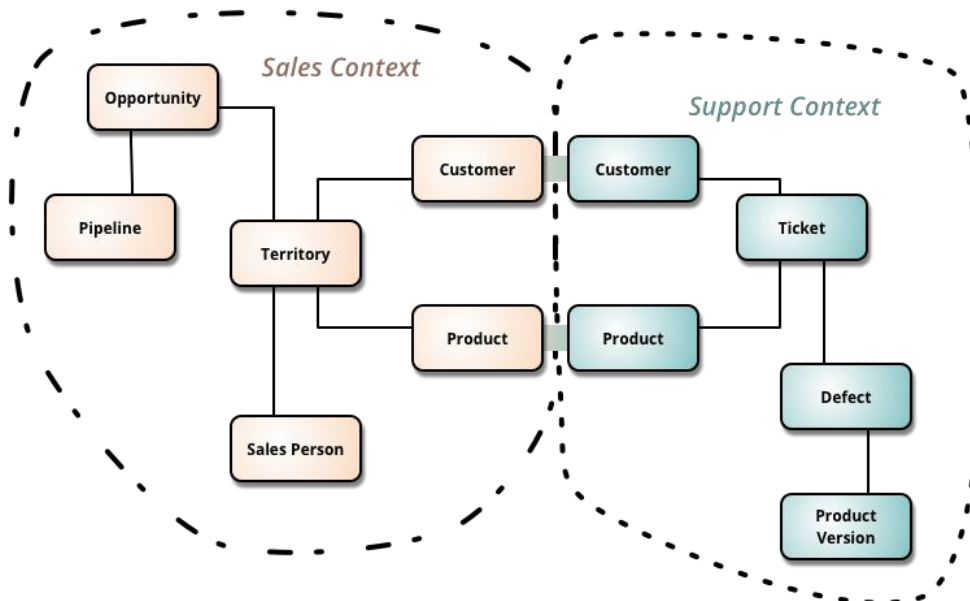 Sales Context
Opportunity
Support Context
Customer
Customer
Pipeline
Ticket
Territory
Product
Product
Defect
Sales Person
Product
Version